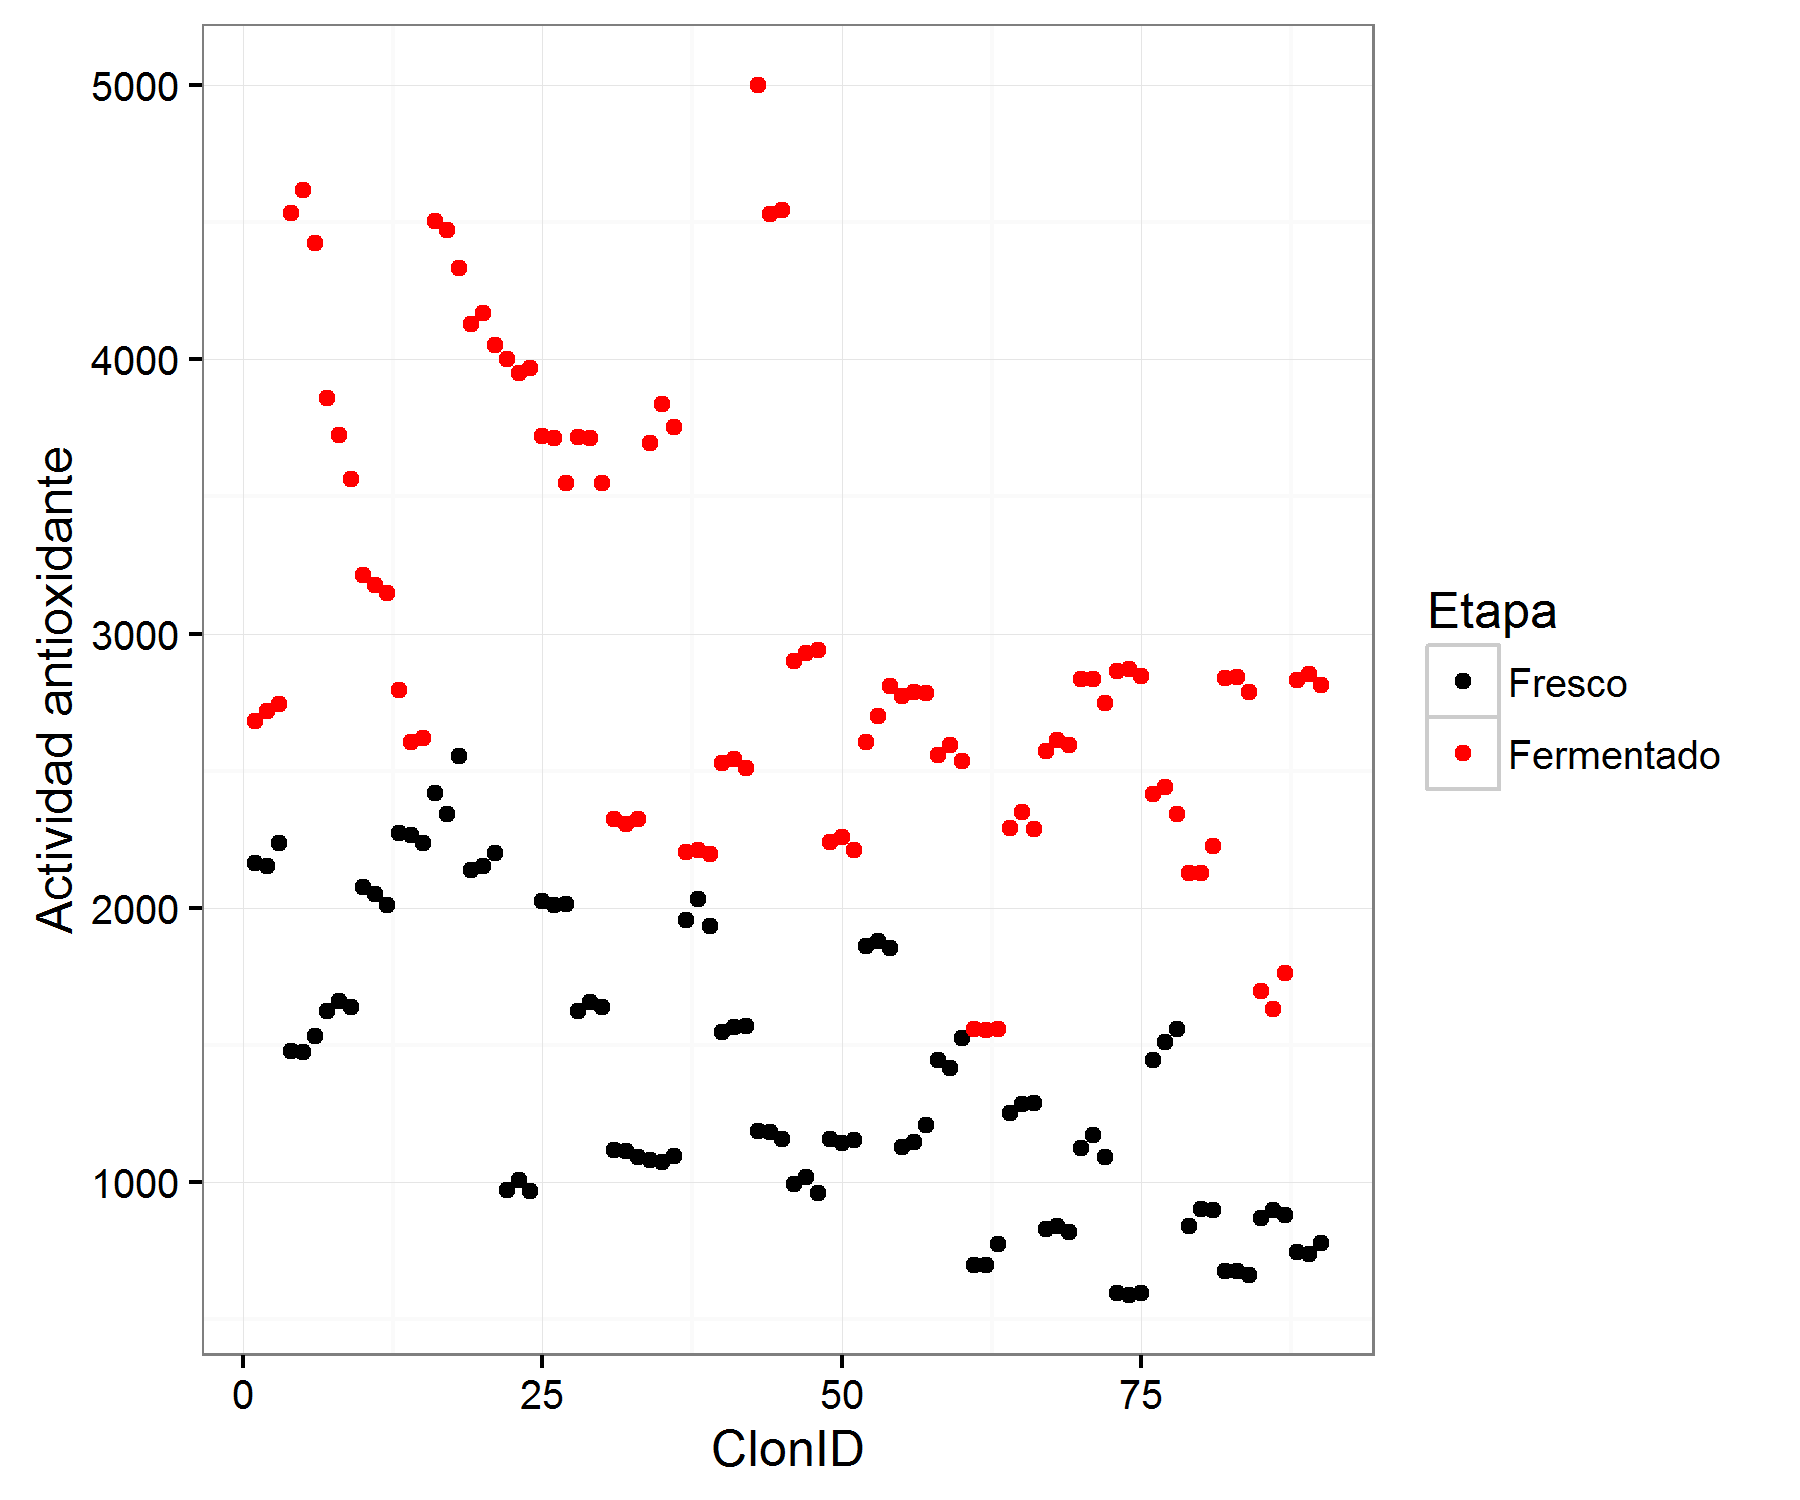 5000
4000
3000
2000
1000
Actividad antioxidante
0 25 50 75
ClonID
Etapa
Fresco
Fermentado